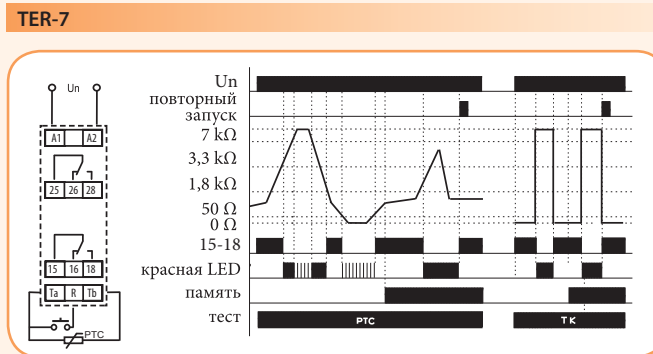 TER-7
Un
A1 A2
25 26 28
15 16 18
Ta R Tb
PTC
Un
повторный
запуск
7 kΩ
3,3 kΩ
1,8 kΩ
50 Ω
0 Ω
15-18
красная LED
память
тест
PTC
TK